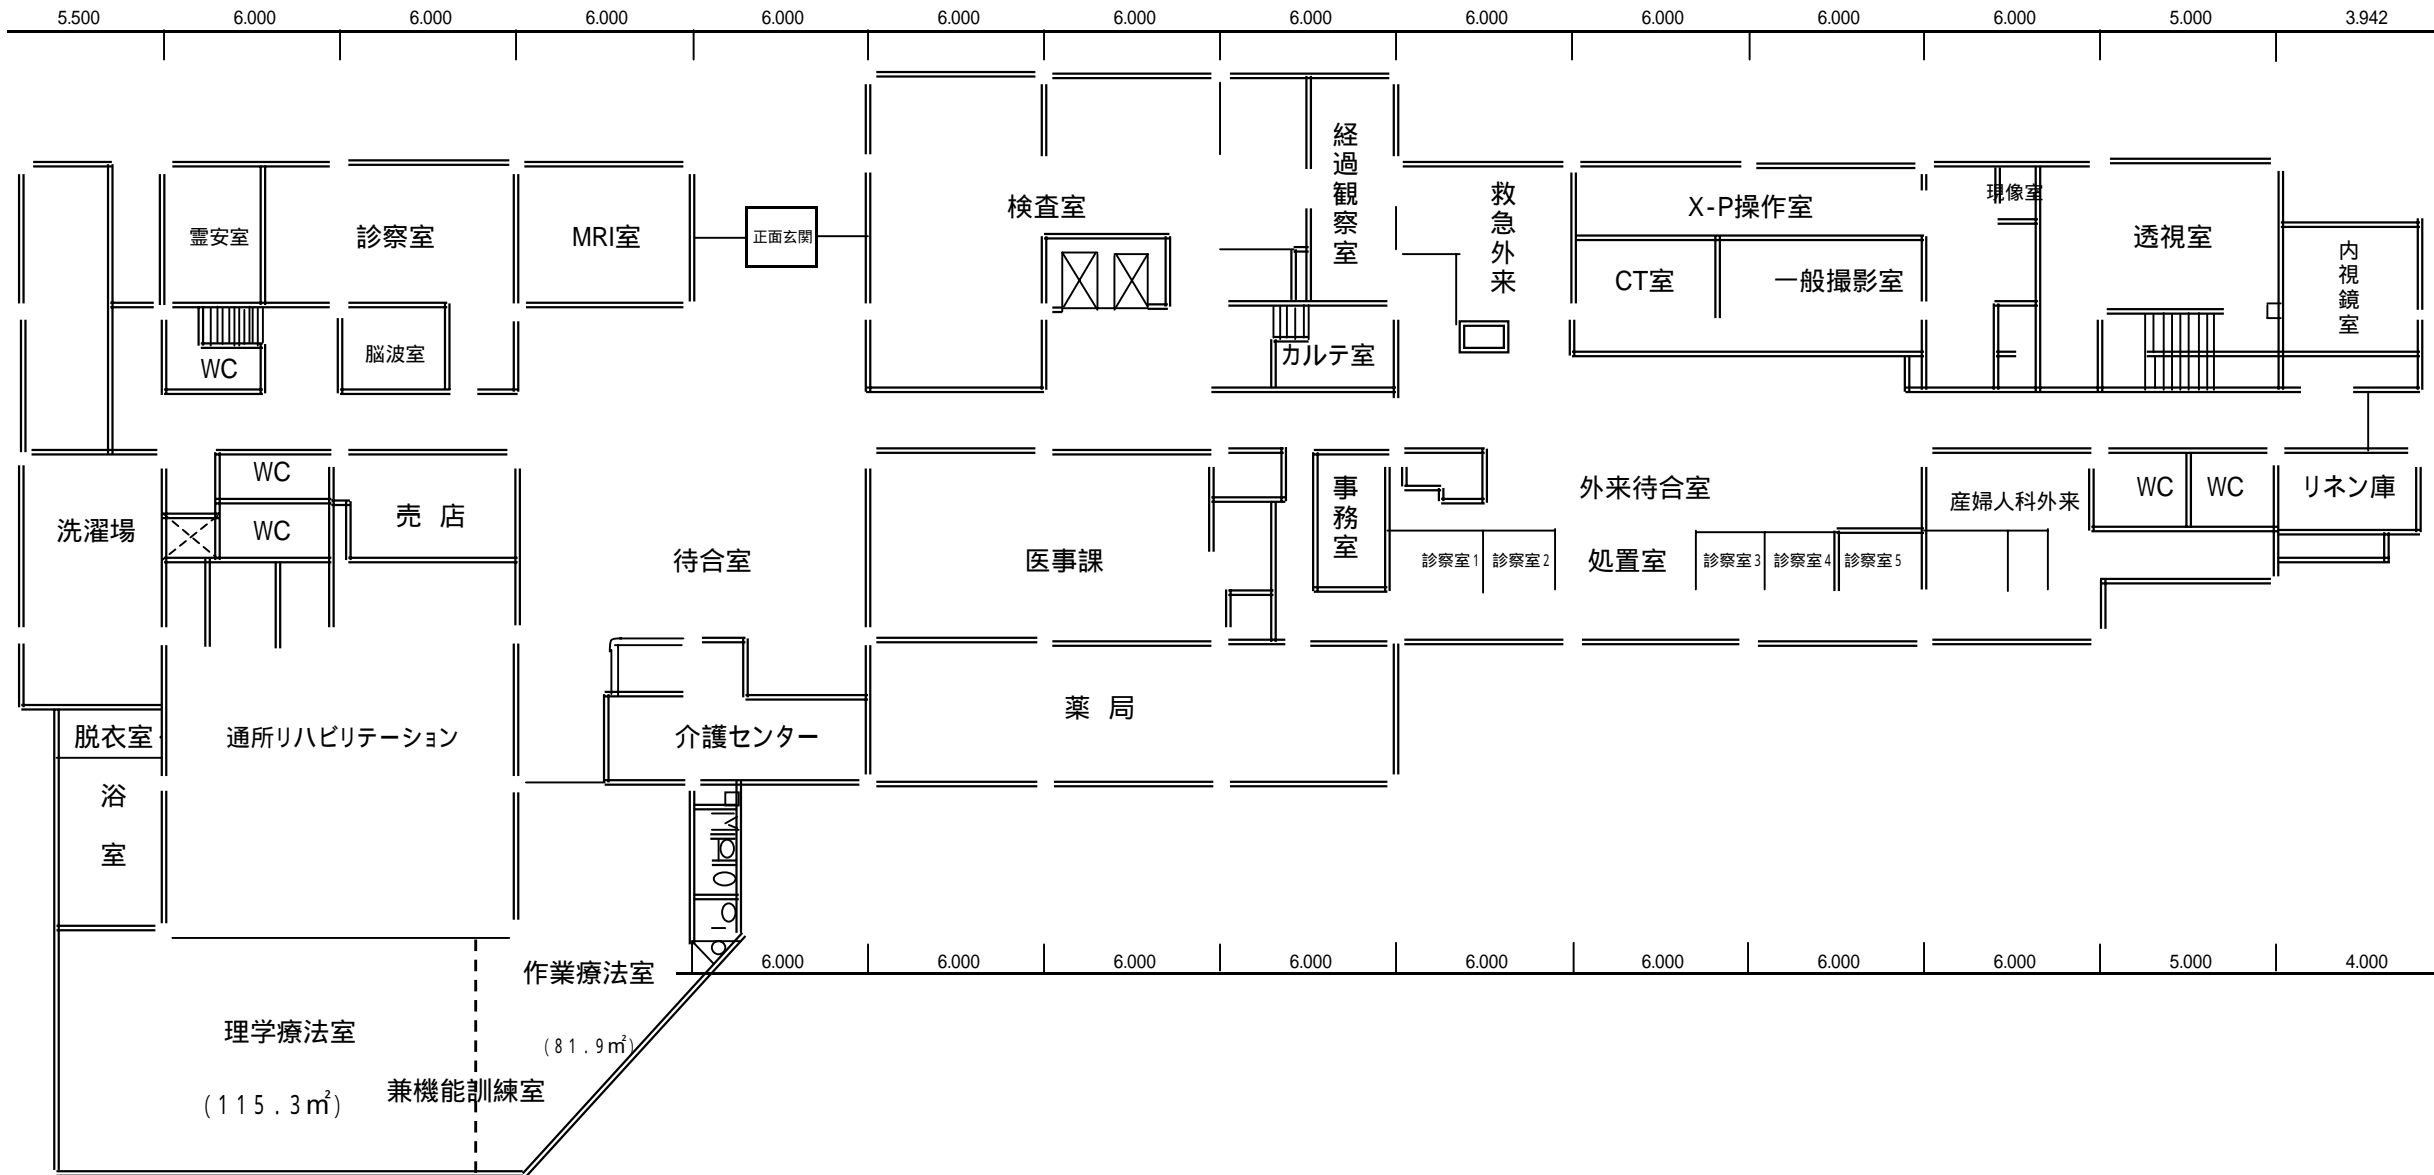 5.500 6.000 6.000 6.000 6.000 6.000 6.000 6.000 6.000 6.000 6.000 6.000 5.000 3.942
経過観察室
検査室
救急外来
X-P操作室
現像室
霊安室
診察室
MRI室
正面玄関
透視室
内視鏡室
CT室
一般撮影室
WC
脳波室
カルテ室
WC
WC
売 店
洗濯場
待合室
医事課
事務室
外来待合室
診察室1
診察室2
処置室
診察室3
診察室4
診察室5
産婦人科外来
WC
WC
リネン庫
脱衣室
通所リハビリテーション
介護センター
薬 局
浴室
作業療法室
(81.9㎡)
6.000 6.000 6.000 6.000 6.000 6.000 6.000 6.000 5.000 4.000
理学療法室
(115.3㎡)
兼機能訓練室